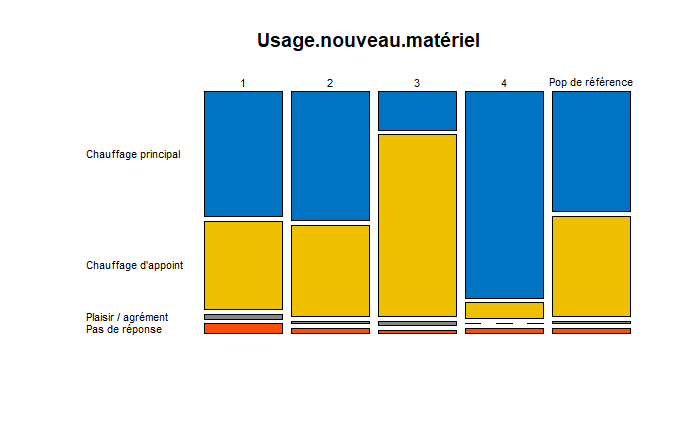 Usage.nouveau.matériel
1 2 3 4 Pop de référence
Chauffage principal
Chauffage d'appoint
Plaisir / agrément
Pas de réponse